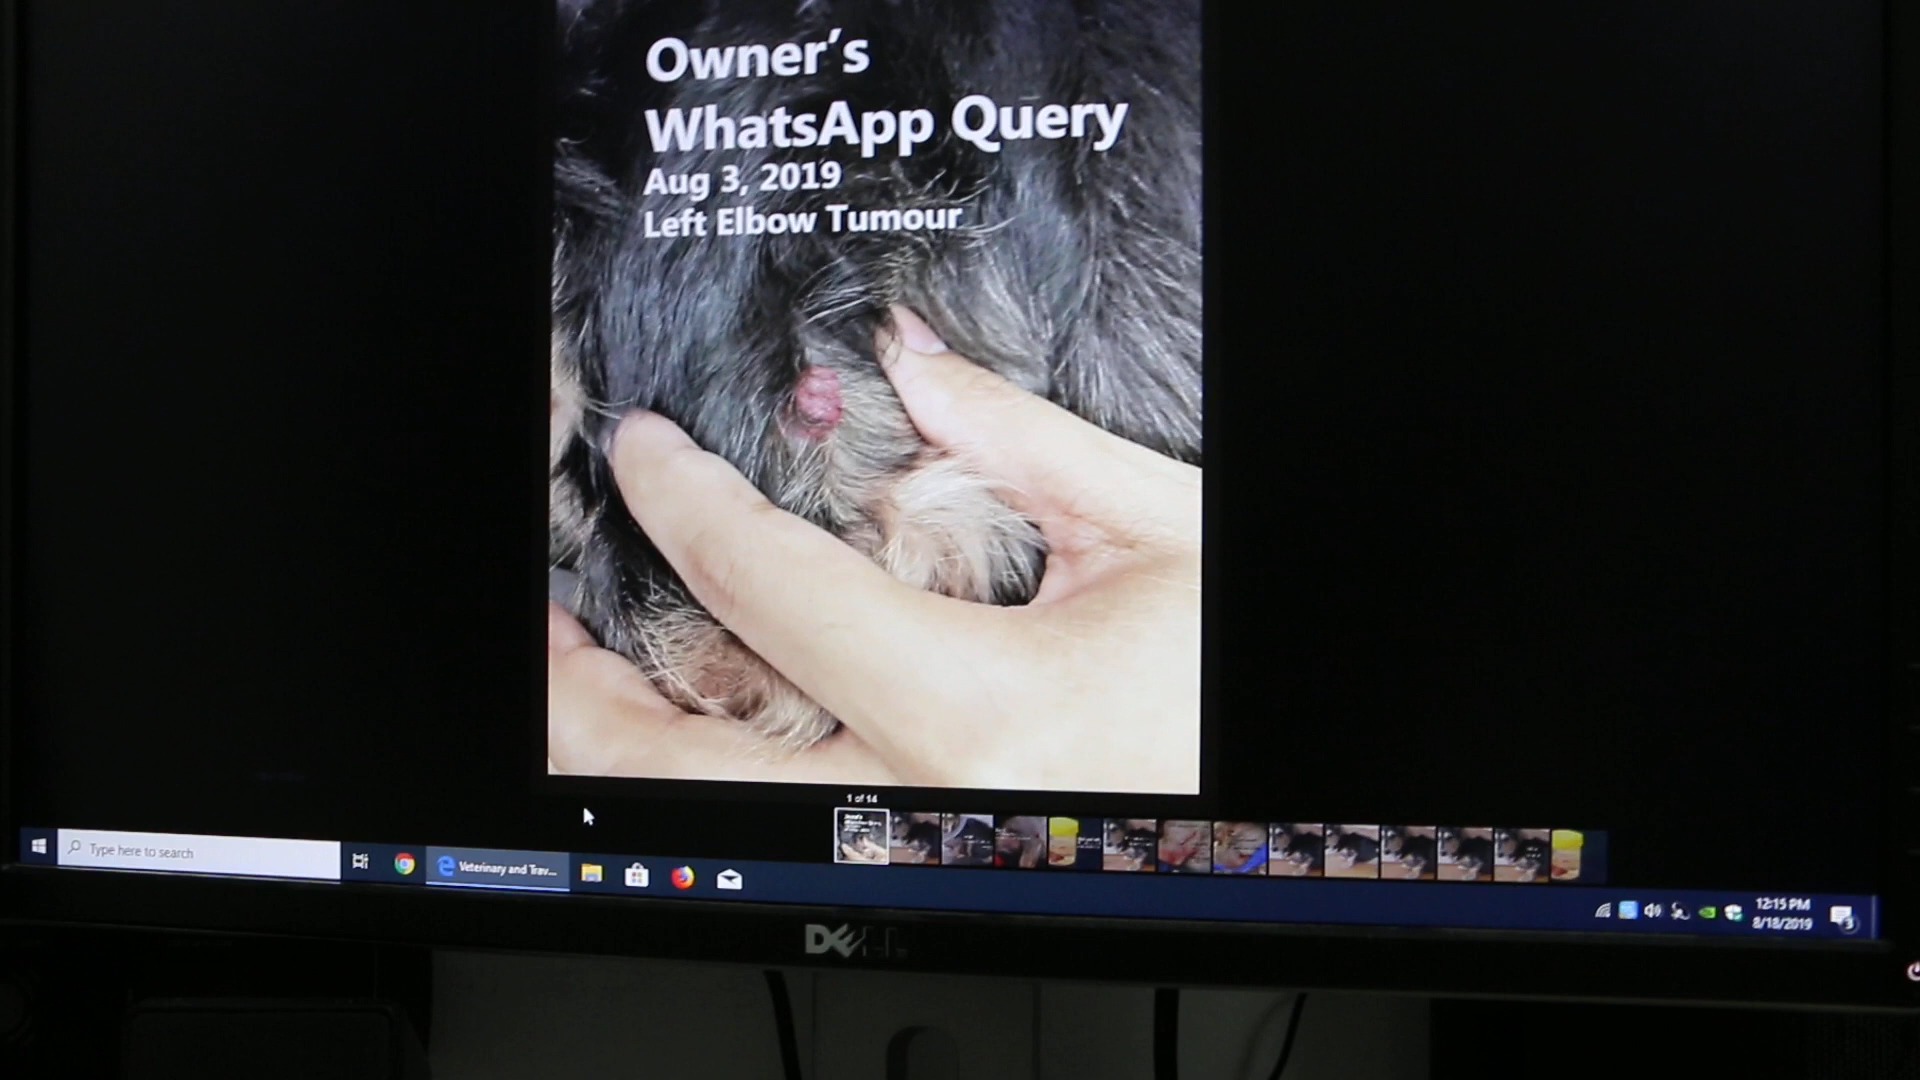 Owner's
WhatsApp Query
Aug 3, 2019
Left Elbow Tumour
1 of 14
Type here to search
Veterinary and Trav...
12:15 PM
8/18/2019
3
DELL